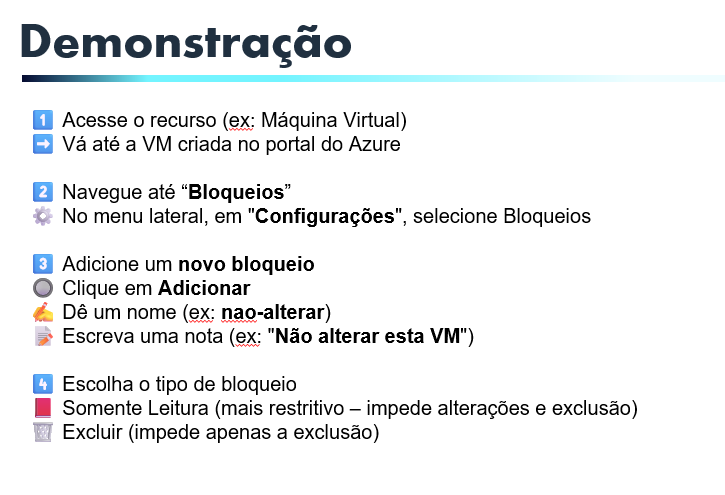 Demonstração
1️⃣ Acesse o recurso (ex: Máquina Virtual)
➡️ Vá até a VM criada no portal do Azure
2️⃣ Navegue até “Bloqueios”
⚙️ No menu lateral, em "Configurações", selecione Bloqueios
3️⃣ Adicione um novo bloqueio
🔘 Clique em Adicionar
✍️ Dê um nome (ex: nao-alterar)
📝 Escreva uma nota (ex: "Não alterar esta VM")
4️⃣ Escolha o tipo de bloqueio
📕 Somente Leitura (mais restritivo – impede alterações e exclusão)
🗑️ Excluir (impede apenas a exclusão)